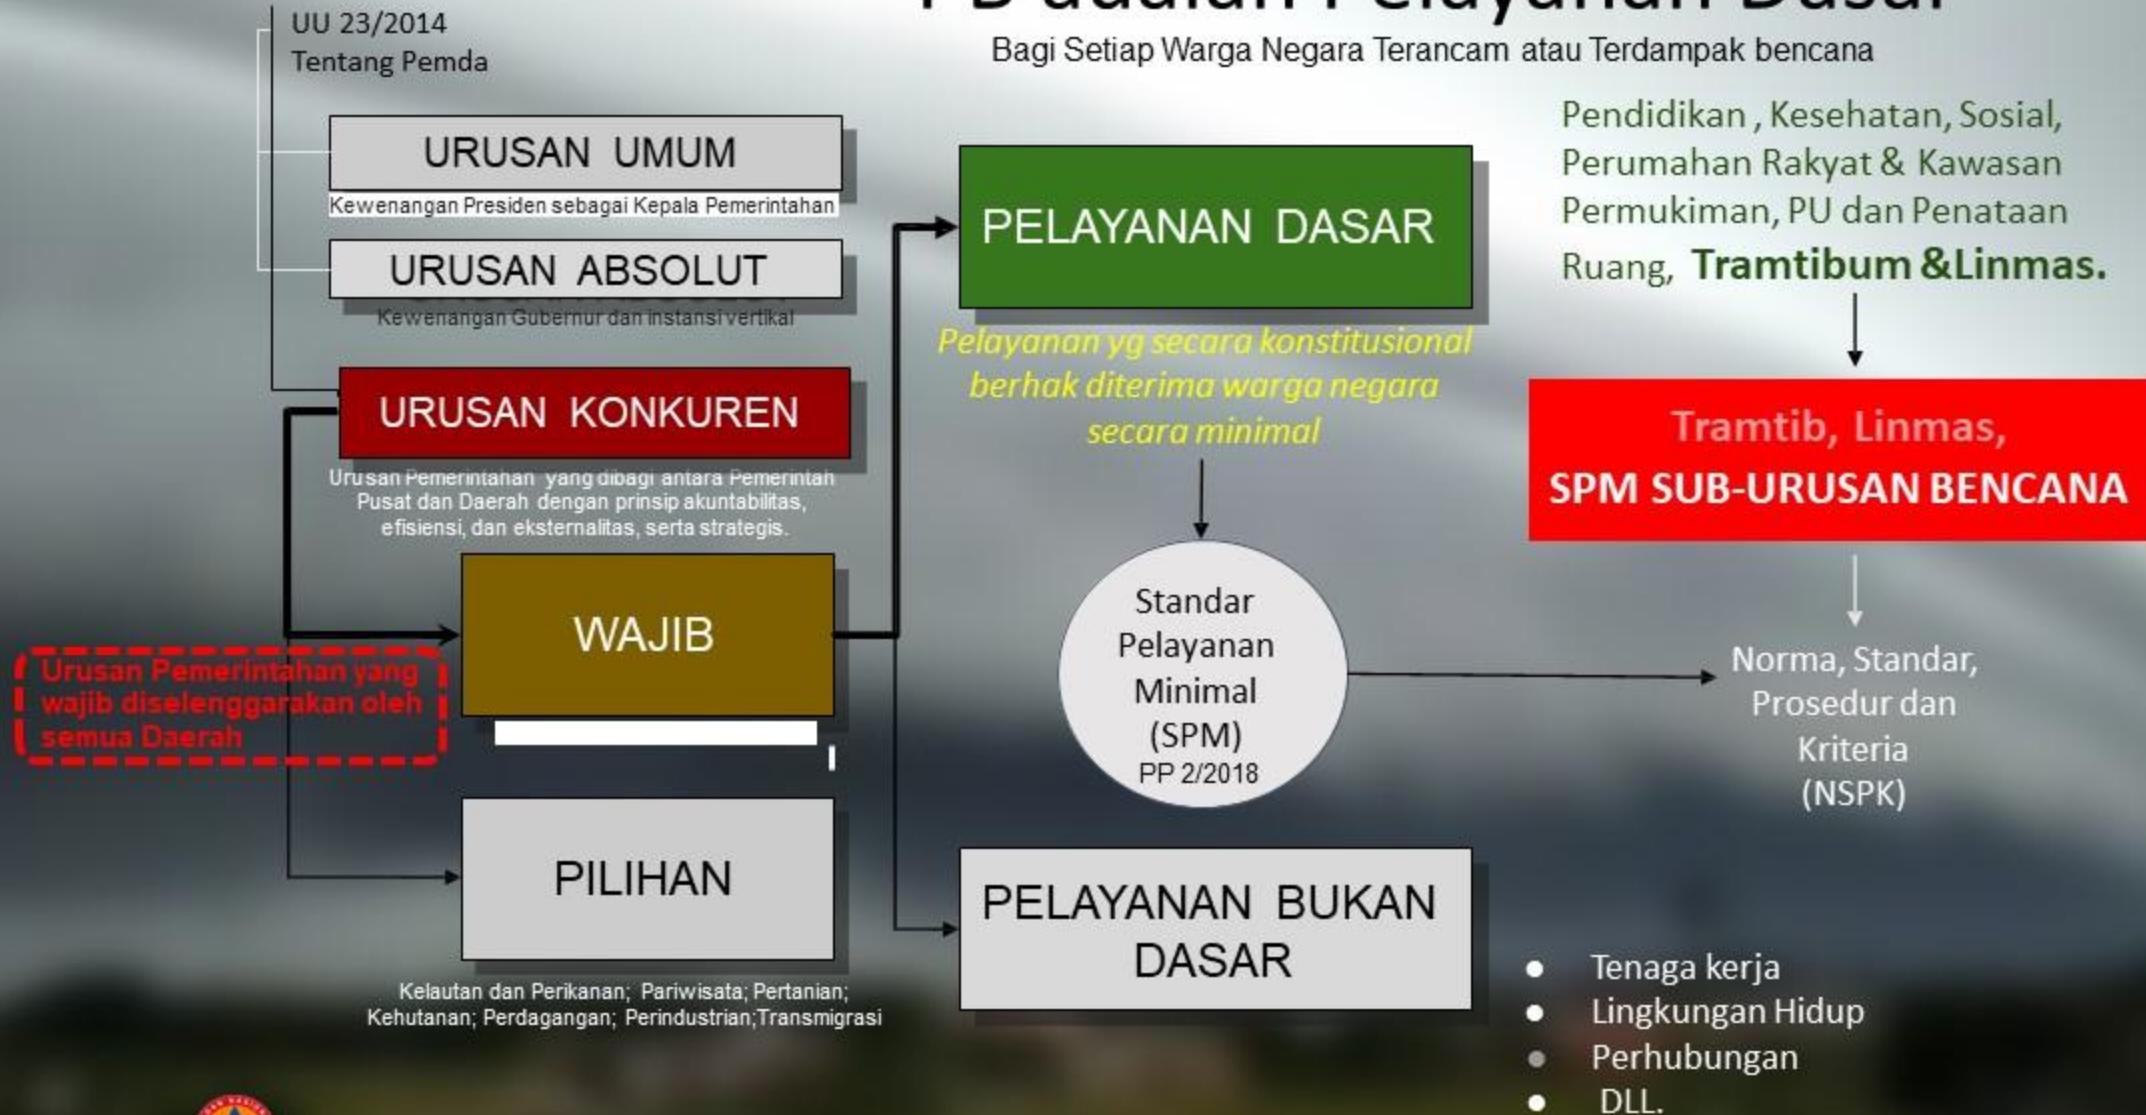 PB adalah Pelayanan Dasar
Bagi Setiap Warga Negara Terancam atau Terdampak bencana
UU 23/2014
Tentang Pemda
URUSAN UMUM
Kewenangan Presiden sebagai Kepala Pemerintahan
URUSAN ABSOLUT
Kewenangan Gubernur dan instansi vertikal
URUSAN KONKUREN
Urusan Pemerintahan yang dibagi antara Pemerintah
Pusat dan Daerah dengan prinsip akuntabilitas,
efisiensi, dan eksternalitas, serta strategis.
WAJIB
Urusan Pemerintahan yang
wajib diselenggarakan oleh
semua Daerah
PILIHAN
Kelautan dan Perikanan; Pariwisata; Pertanian;
Kehutanan; Perdagangan; Perindustrian;Transmigrasi
PELAYANAN DASAR
Pelayanan yg secara konstitusional
berhak diterima warga negara
secara minimal
Standar
Pelayanan
Minimal
(SPM)
PP 2/2018
PELAYANAN BUKAN
DASAR
Pendidikan , Kesehatan, Sosial,
Perumahan Rakyat & Kawasan
Permukiman, PU dan Penataan
Ruang, Tramtibum &Linmas.
Tramtib, Linmas,
SPM SUB-URUSAN BENCANA
Norma, Standar,
Prosedur dan
Kriteria
(NSPK)
● Tenaga kerja
● Lingkungan Hidup
● Perhubungan
● DLL.